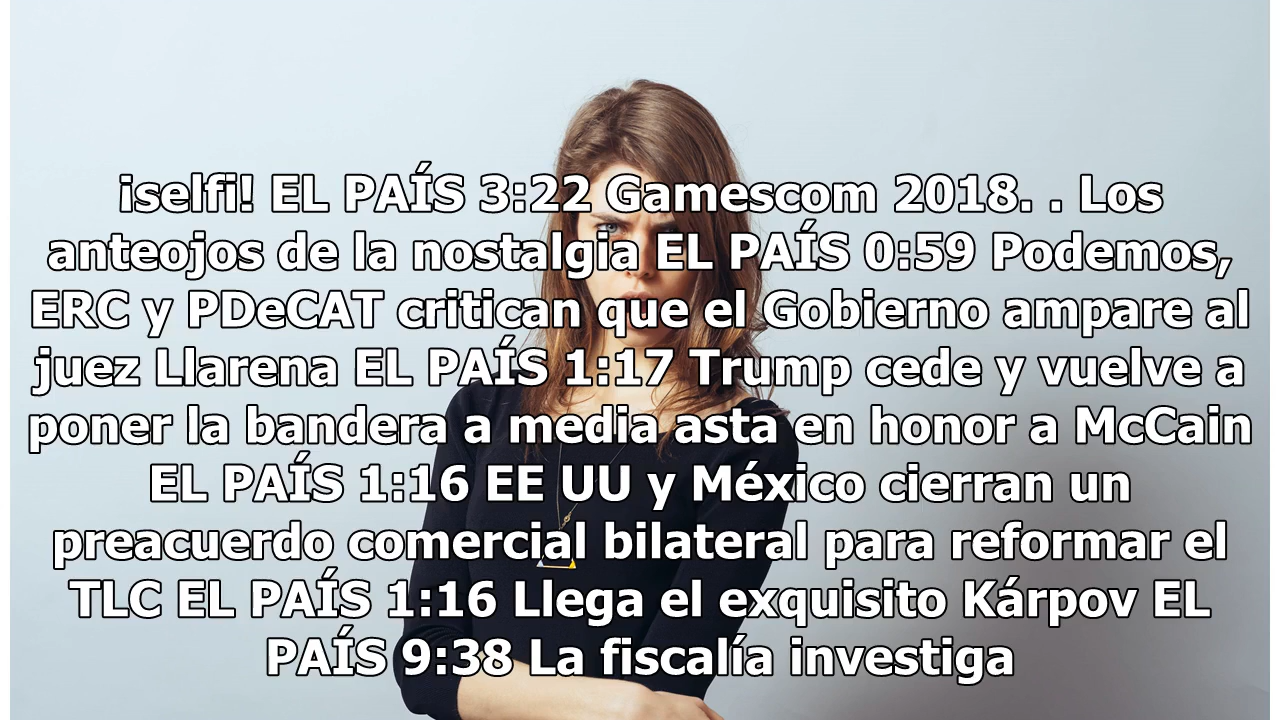 ¡selfi! EL PAÍS 3:22 Gamescom 2018. . Los
anteojos de la nostalgia EL PAÍS 0:59 Podemos,
ERC y PDeCAT critican que el Gobierno ampare al
juez Llarena EL PAÍS 1:17 Trump cede y vuelve a
poner la bandera a media asta en honor a McCain
EL PAÍS 1:16 EE UU y México cierran un
preacuerdo comercial bilateral para reformar el
TLC EL PAÍS 1:16 Llega el exquisito Kárpov EL
PAÍS 9:38 La fiscalía investiga